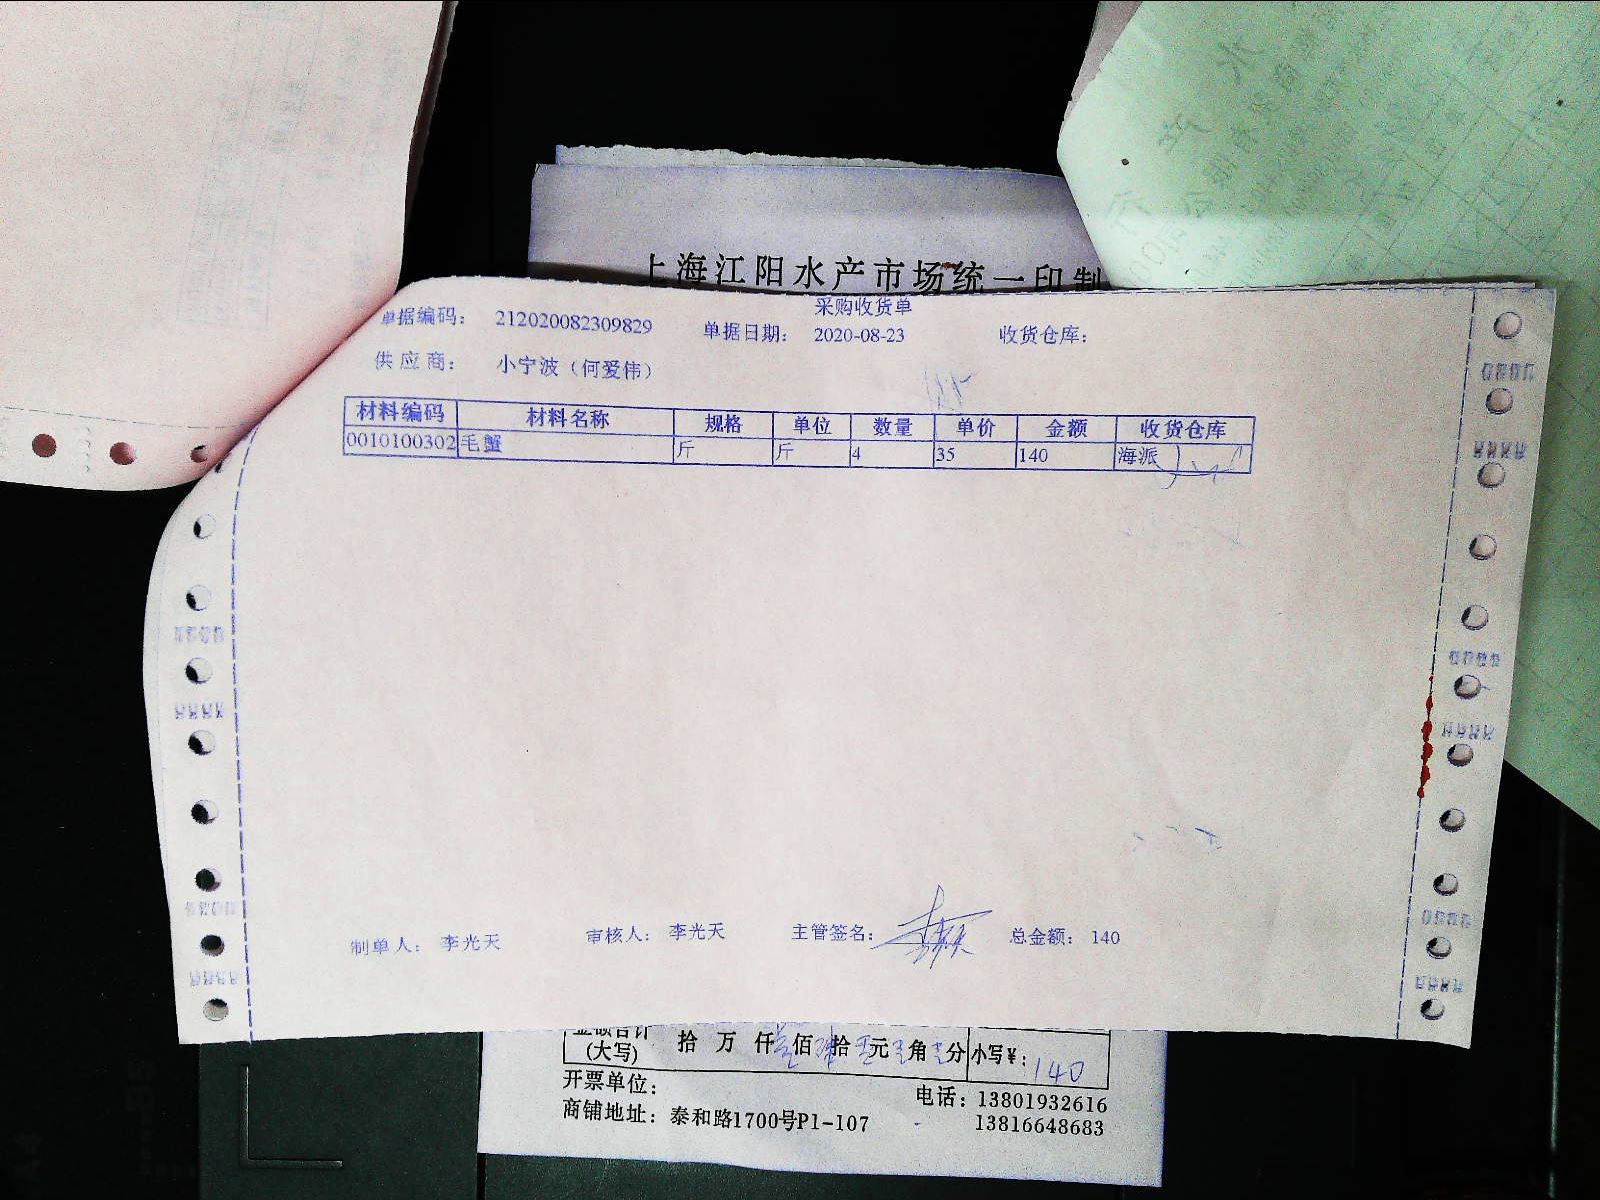 上海江阳水产市场统一印制
采购收货单
单据编码： 212020082309829 单据日期： 2020-08-23 收货仓库：
供应商： 小宁波（何爱伟）
材料编码 材料名称 规格 单位 数量 单价 金额 收货仓库
0010100302 毛蟹 斤 斤 4 35 140 海派
制单人： 李光天 审核人： 李光天 主管签名： 总金额： 140
金额合计
(大写) 拾 万 仟 佰 拾 元 角 分 小写¥： 140
开票单位：
电话：13801932616
商铺地址：泰和路1700号P1-107
13816648683